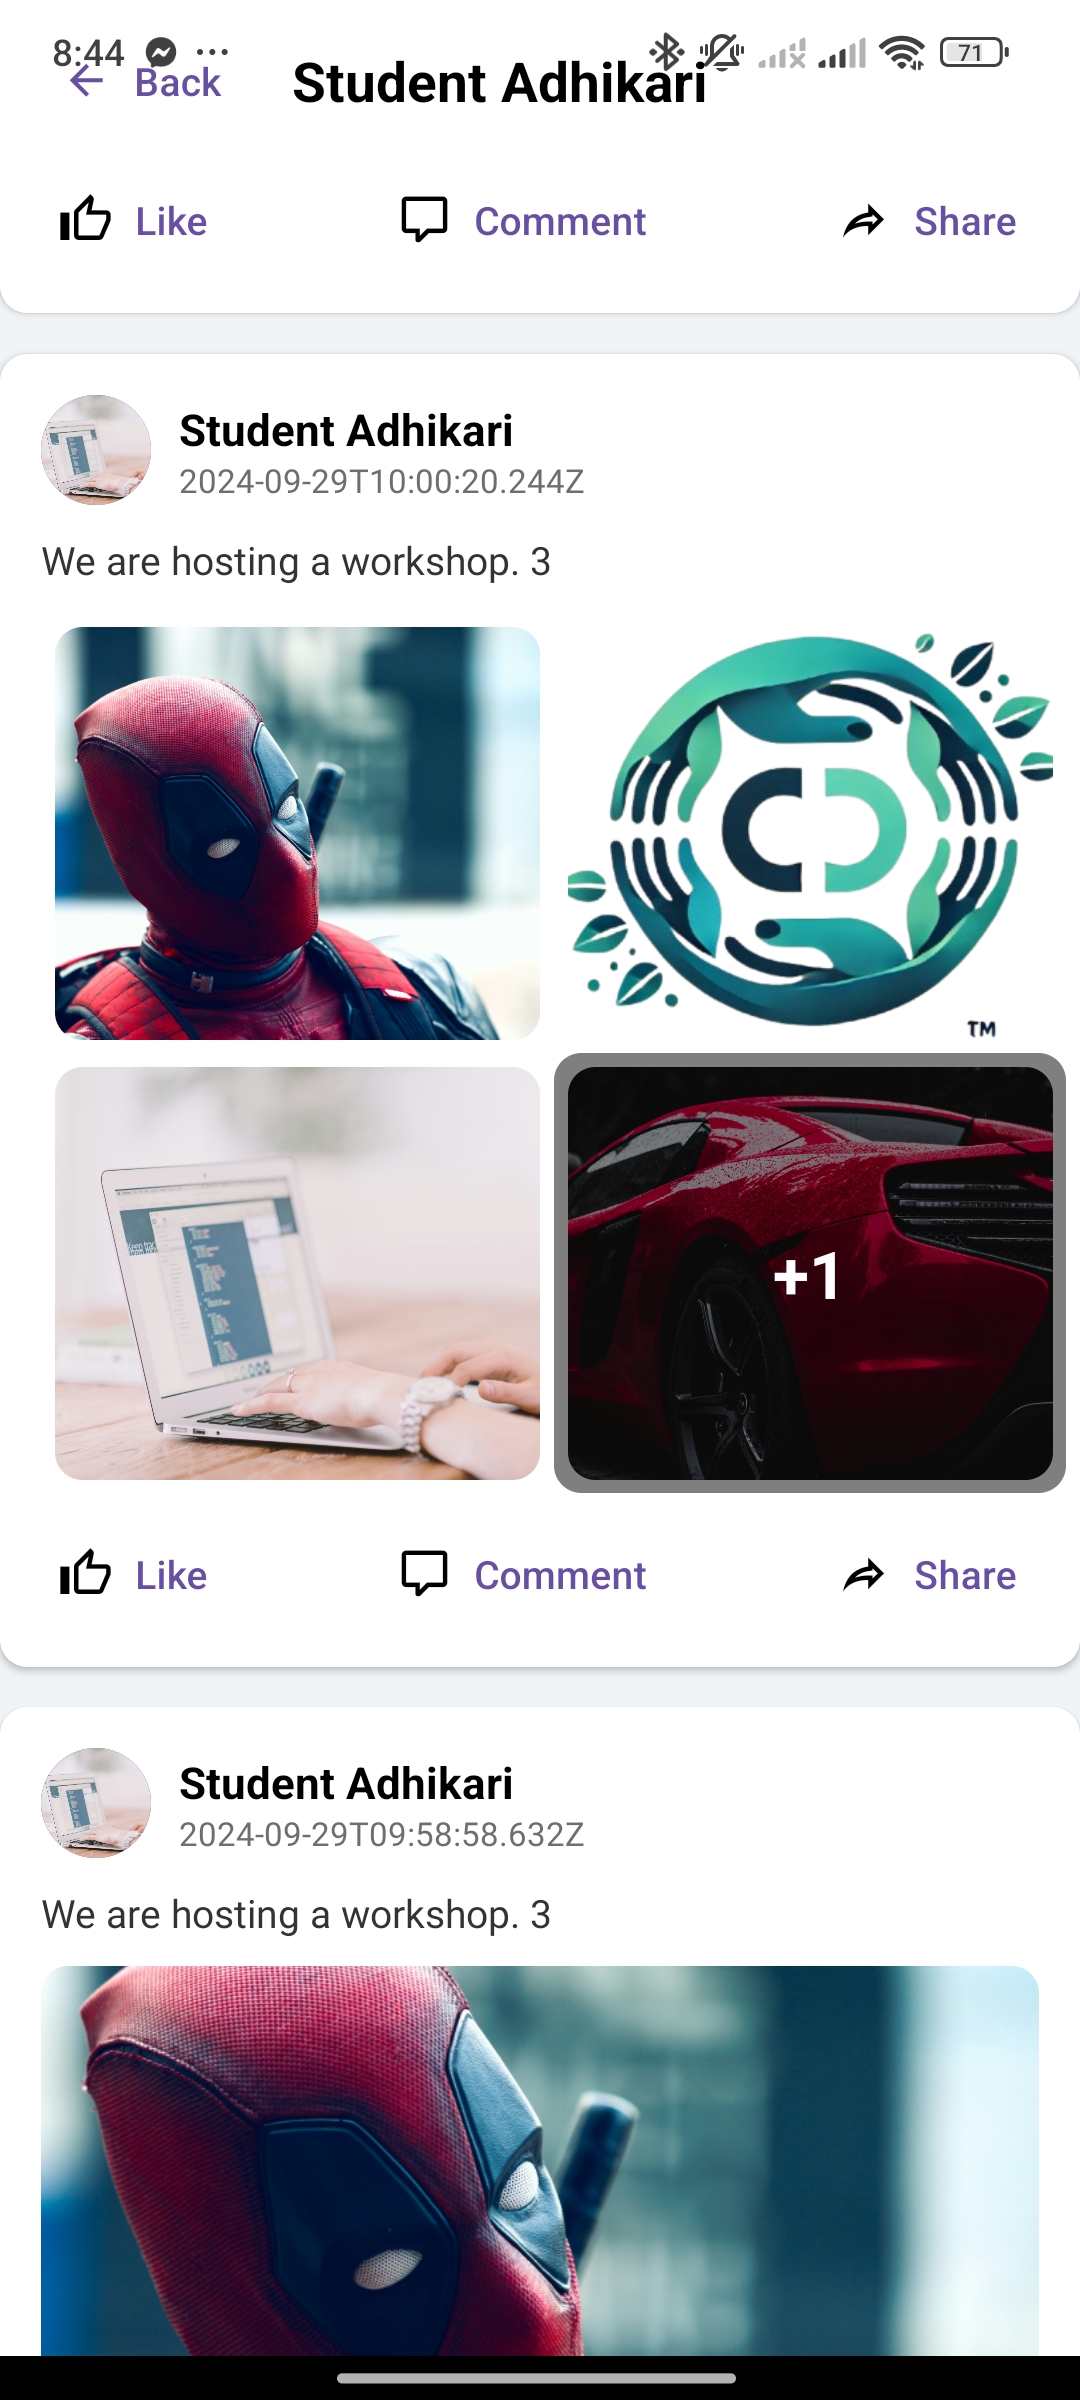 8:44
71
Back
Student Adhikari
Like
Comment
Share
Student Adhikari
2024-09-29T10:00:20.244Z
We are hosting a workshop. 3
TM
+1
Like
Comment
Share
Student Adhikari
2024-09-29T09:58:58.632Z
We are hosting a workshop. 3